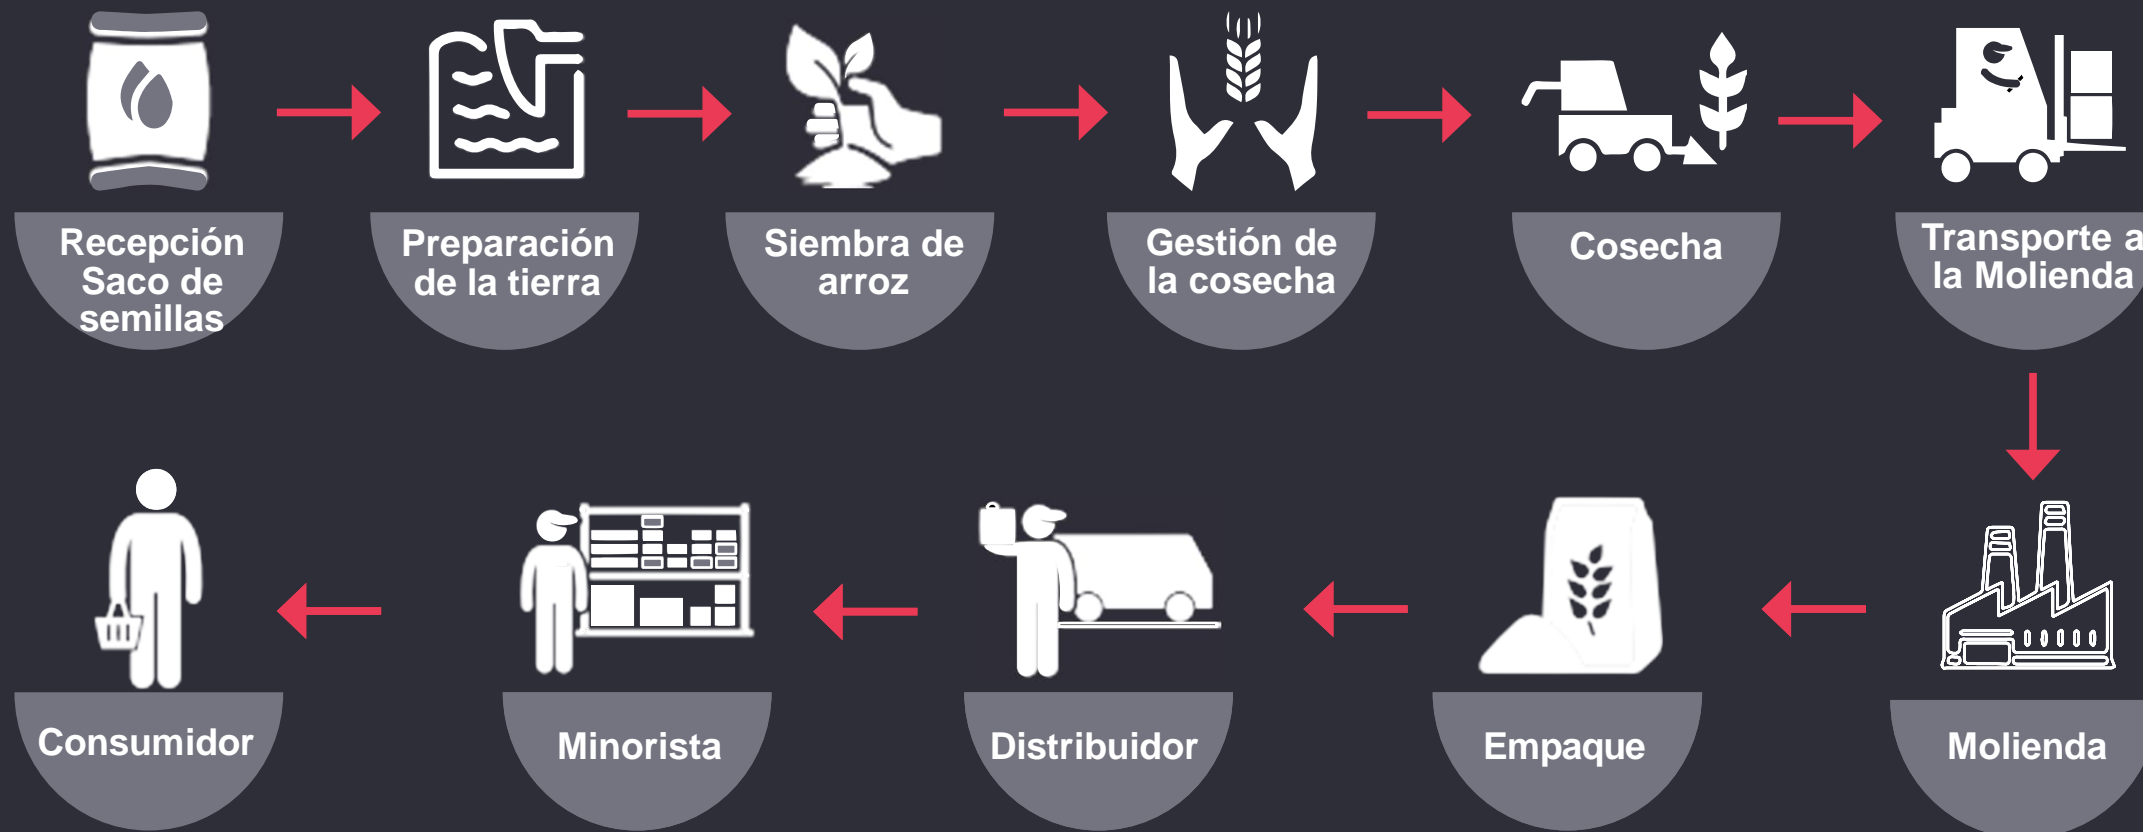 Recepción
Saco de
semillas
Preparación
de la tierra
Siembra de
arroz
Gestión de
la cosecha
Cosecha
Transporte a
la Molienda
Consumidor
Minorista
Distribuidor
Empaque
Molienda